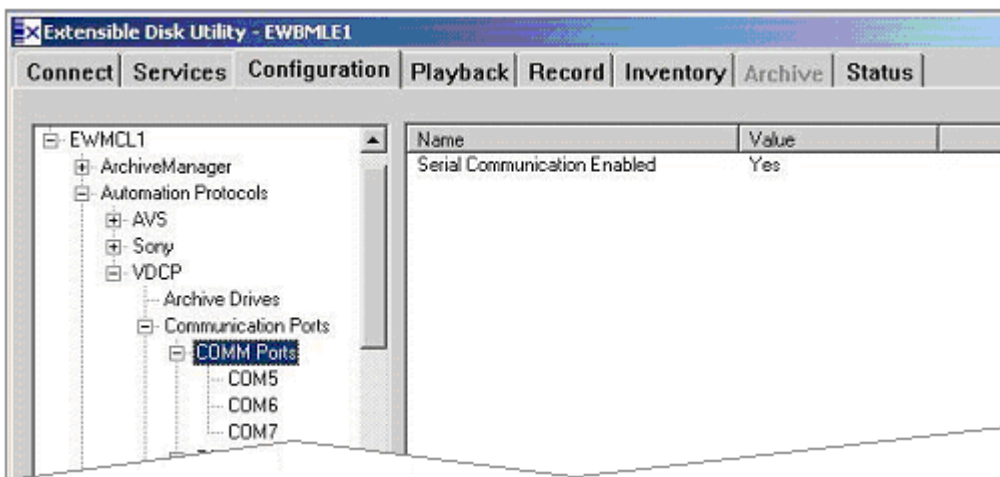 Extensible Disk Utility - EWBMLE1
Connect Services Configuration Playback Record Inventory Archive Status
EWMCL1
ArchiveManager
Automation Protocols
AVS
Sony
VDCP
Archive Drives
Communication Ports
COMM Ports
COM5
COM6
COM7
Name Value
Serial Communication Enabled Yes